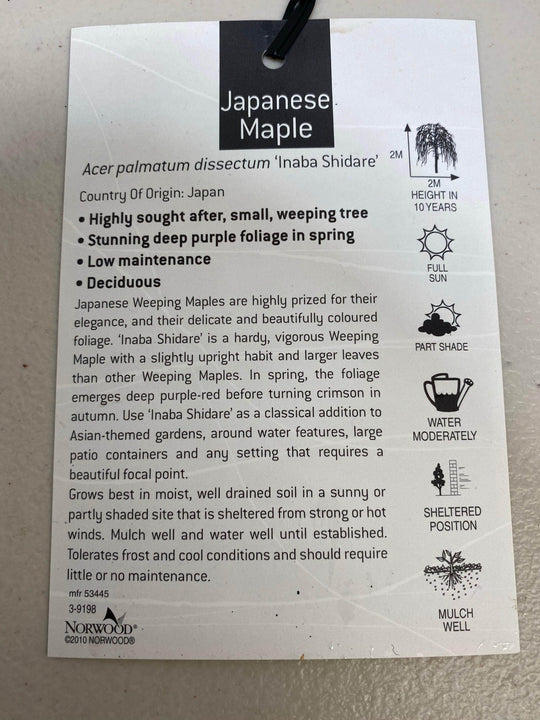 Japanese
Maple
Acer palmatum dissectum 'Inaba Shidare'
Country Of Origin: Japan
• Highly sought after, small, weeping tree
• Stunning deep purple foliage in spring
• Low maintenance
• Deciduous
Japanese Weeping Maples are highly prized for their
elegance, and their delicate and beautifully coloured
foliage. 'Inaba Shidare' is a hardy, vigorous Weeping
Maple with a slightly upright habit and larger leaves
than other Weeping Maples. In spring, the foliage
emerges deep purple-red before turning crimson in
autumn. Use 'Inaba Shidare' as a classical addition to
Asian-themed gardens, around water features, large
patio containers and any setting that requires a
beautiful focal point.
Grows best in moist, well drained soil in a sunny or
partly shaded site that is sheltered from strong or hot
winds. Mulch well and water well until established.
Tolerates frost and cool conditions and should require
little or no maintenance.
mfr 53445
3-9198
NORWOOD®
©2010 NORWOOD®
2M
2M
HEIGHT IN
10 YEARS
FULL
SUN
PART SHADE
WATER
MODERATELY
SHELTERED
POSITION
MULCH
WELL